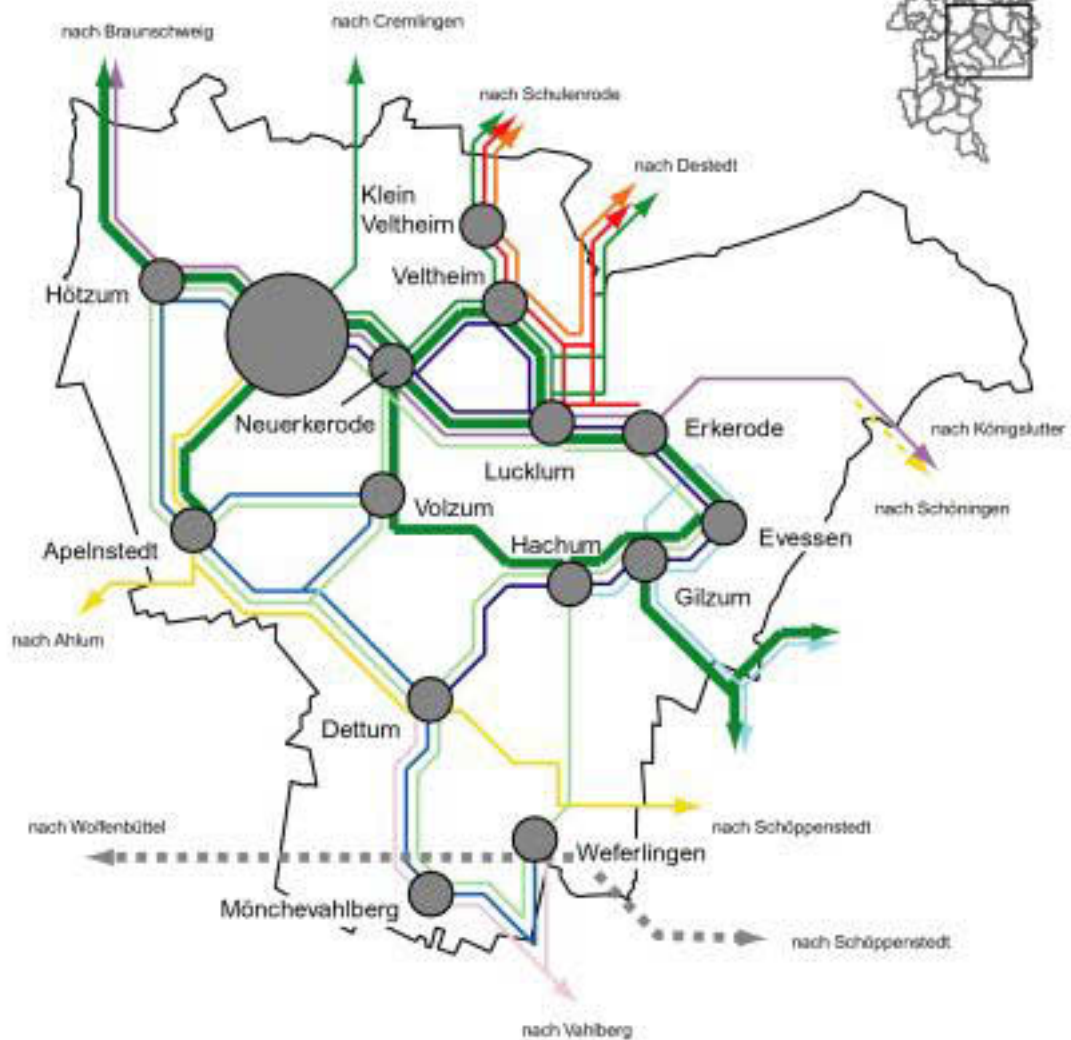 nach Braunschweig
nach Cremlingen
nach Schulenrode
nach Destedt
Klein
Veltheim
Veltheim
Hötzum
Neuerkerode
Erkerode
nach Königslutter
Lucklum
Volzum
nach Schöningen
Apelnstedt
Hachum
Evessen
Gilzum
nach Ahlum
Dettum
nach Wolfenbüttel
nach Schöppenstedt
Weferlingen
Mönchevahlberg
nach Schöppenstedt
nach Vahlberg